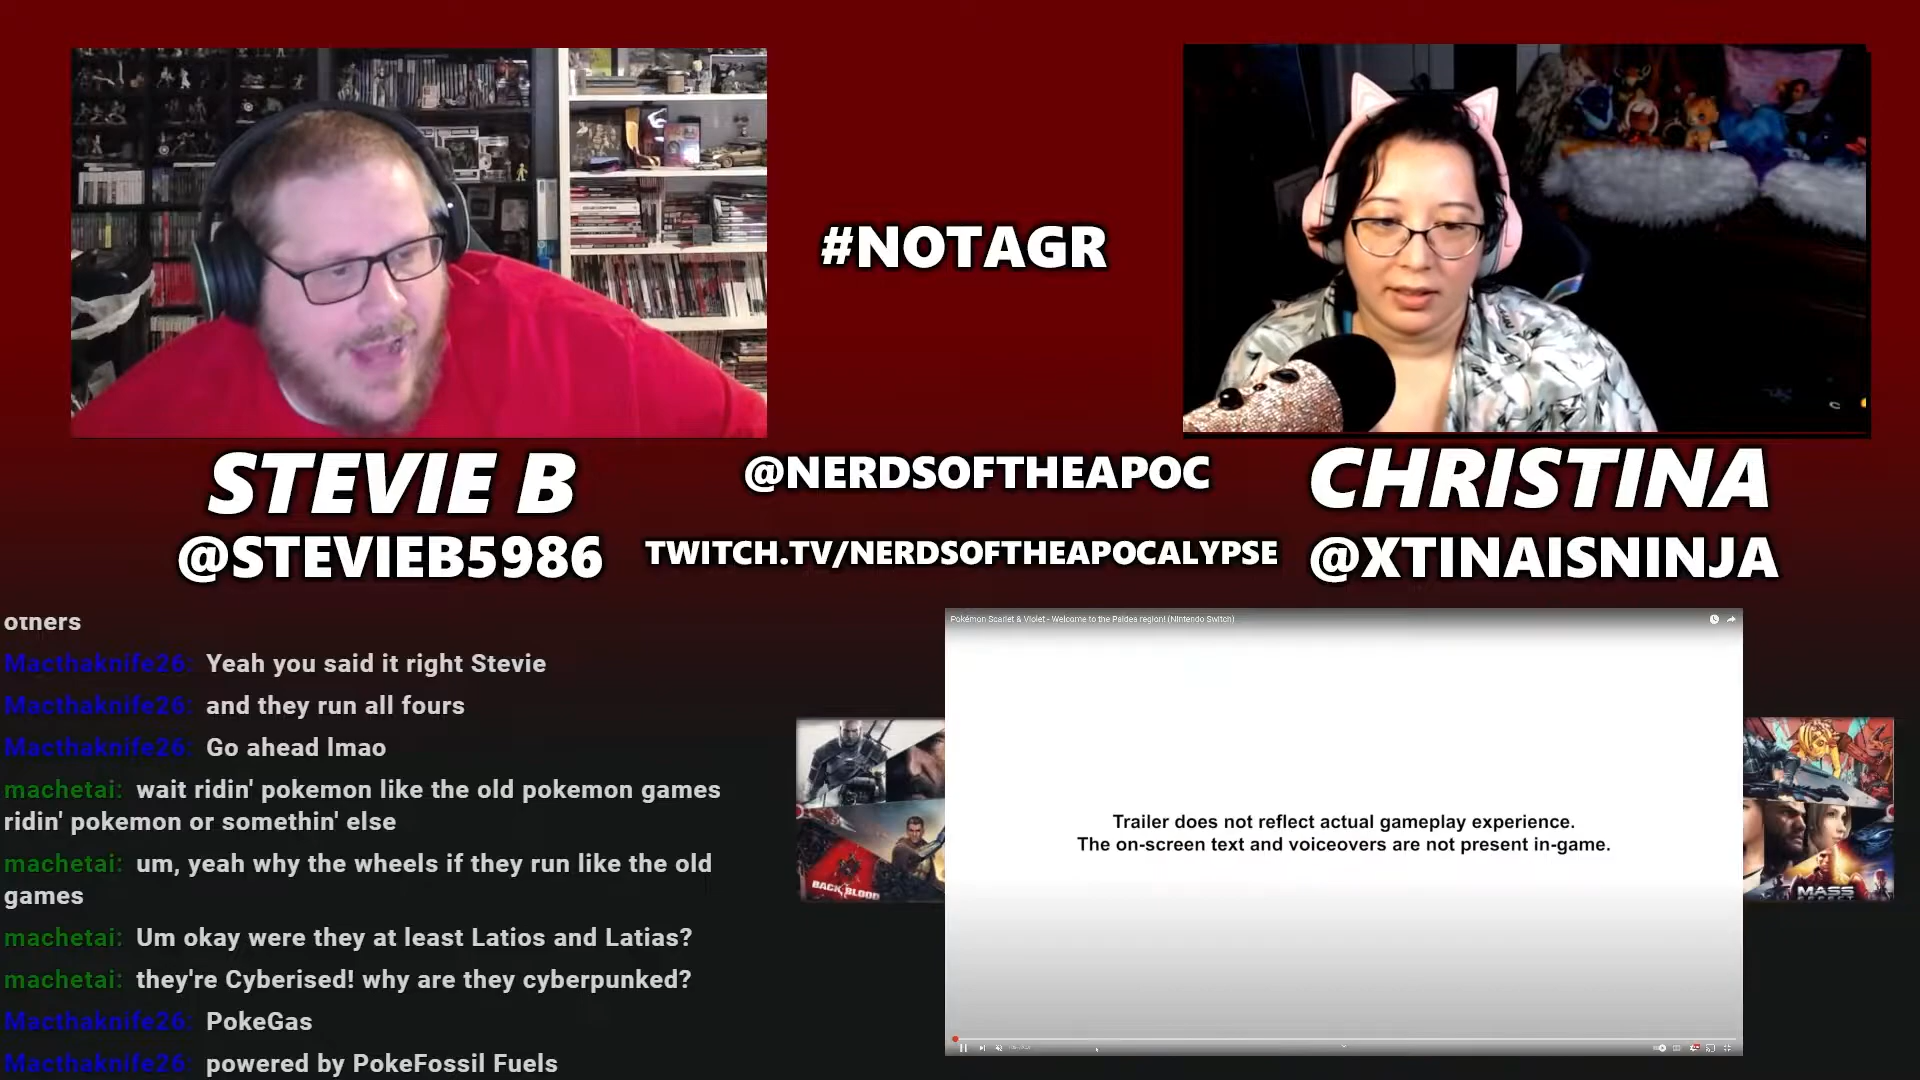 #NOTAGR
STEVIE B
@STEVIEB5986
@NERDSOFTHEAPOC
TWITCH.TV/NERDSOFTHEAPOCALYPSE
CHRISTINA
@XTINAISNINJA
others
Macthaknife26: Yeah you said it right Stevie
Macthaknife26: and they run all fours
Macthaknife26: Go ahead lmao
machetai: wait ridin' pokemon like the old pokemon games
ridin' pokemon or somethin' else
machetai: um, yeah why the wheels if they run like the old
games
machetai: Um okay were they at least Latios and Latias?
machetai: they're Cyberised! why are they cyberpunked?
Macthaknife26: PokeGas
Macthaknife26: powered by PokeFossil Fuels
Pokémon Scarlet & Violet - Welcome to the Paldea region! (Nintendo Switch)
Trailer does not reflect actual gameplay experience.
The on-screen text and voiceovers are not present in-game.
BACK BLOOD
MASS
EFFECT